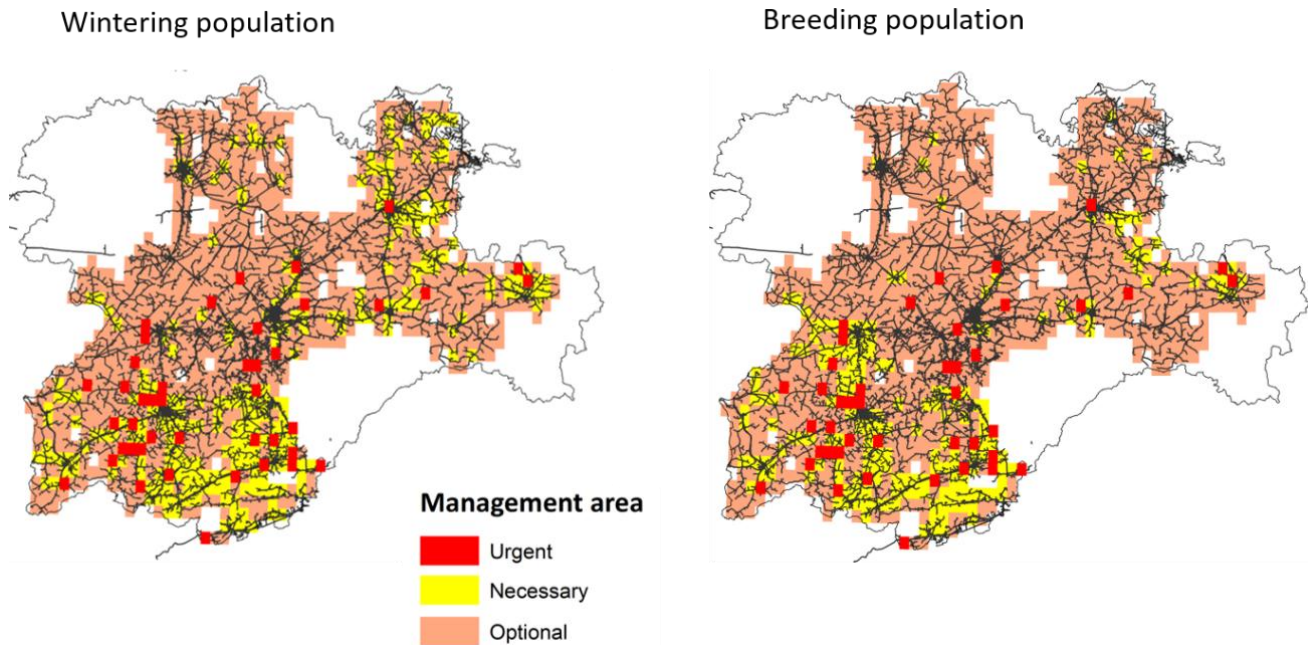 Wintering population
Breeding population
Management area
Urgent
Necessary
Optional